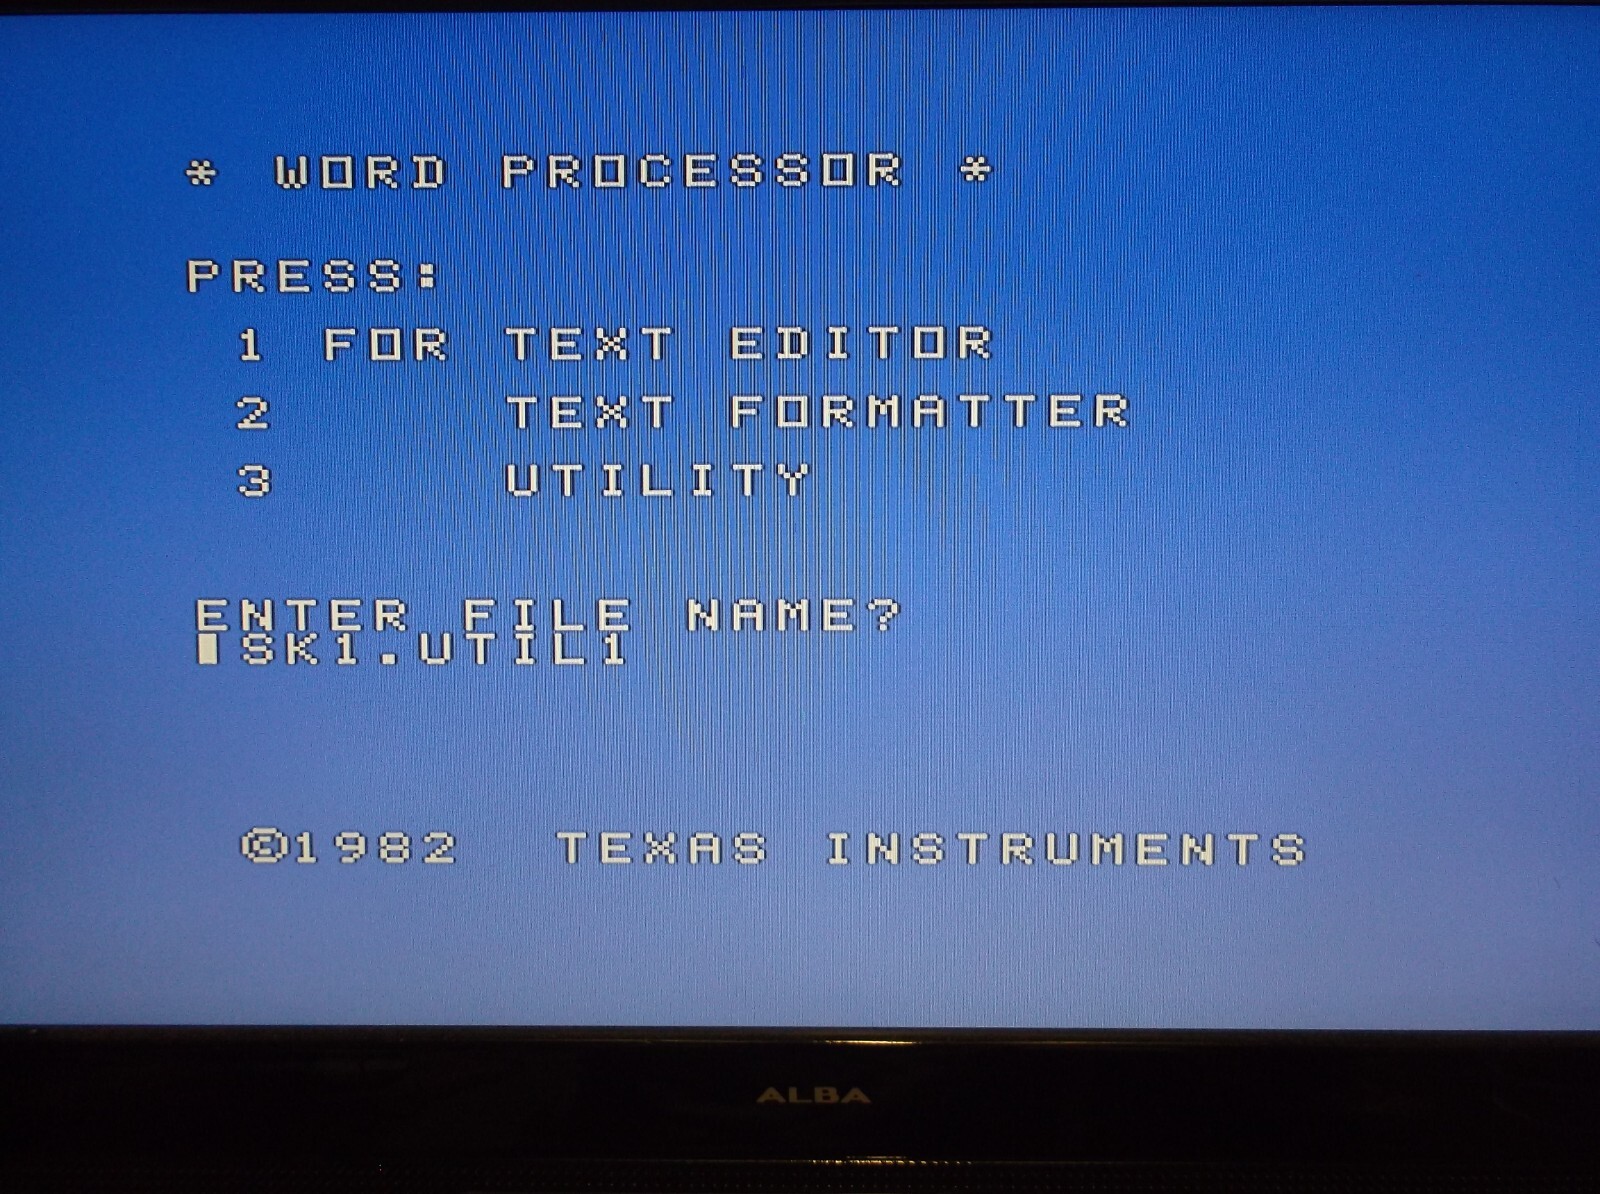 * WORD PROCESSOR *
PRESS:
1 FOR TEXT EDITOR
2 TEXT FORMATTER
3 UTILITY
ENTER FILE NAME?
█SK1.UTIL1
©1982 TEXAS INSTRUMENTS
ALBA